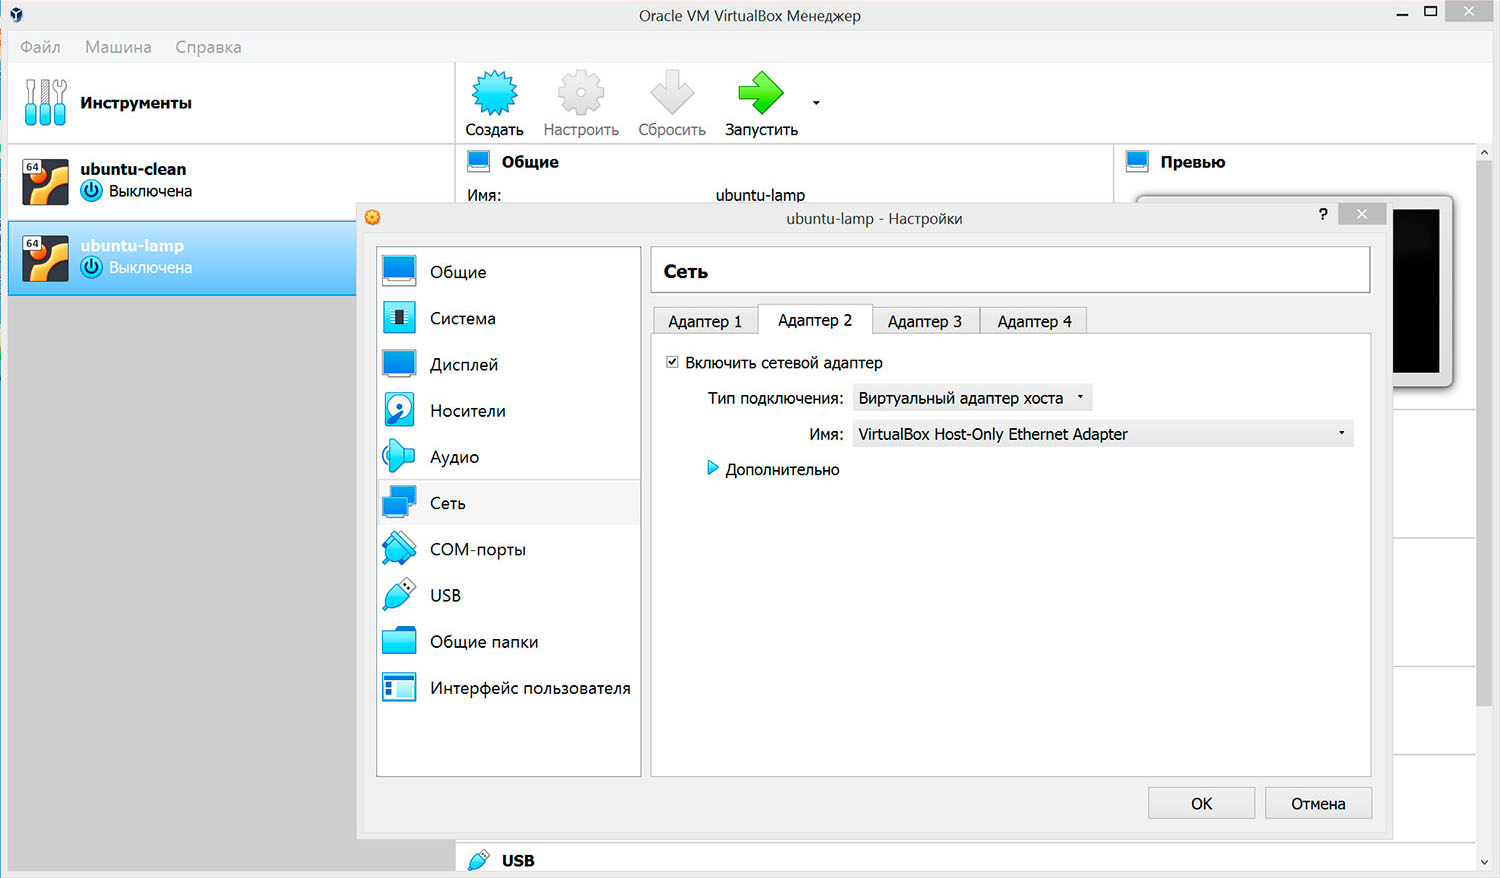 Oracle VM VirtualBox Менеджер
Файл Машина Справка
Инструменты
Создать Настроить Сбросить Запустить
64
ubuntu-clean
Выключена
64
ubuntu-lamp
Выключена
Общие
Имя: ubuntu-lamp
Превью
ubuntu-lamp - Настройки
?
Общие
Система
Дисплей
Носители
Аудио
Сеть
COM-порты
USB
Общие папки
Интерфейс пользователя
Сеть
Адаптер 1 Адаптер 2 Адаптер 3 Адаптер 4
Включить сетевой адаптер
Тип подключения: Виртуальный адаптер хоста
Имя: VirtualBox Host-Only Ethernet Adapter
Дополнительно
OK Отмена
USB